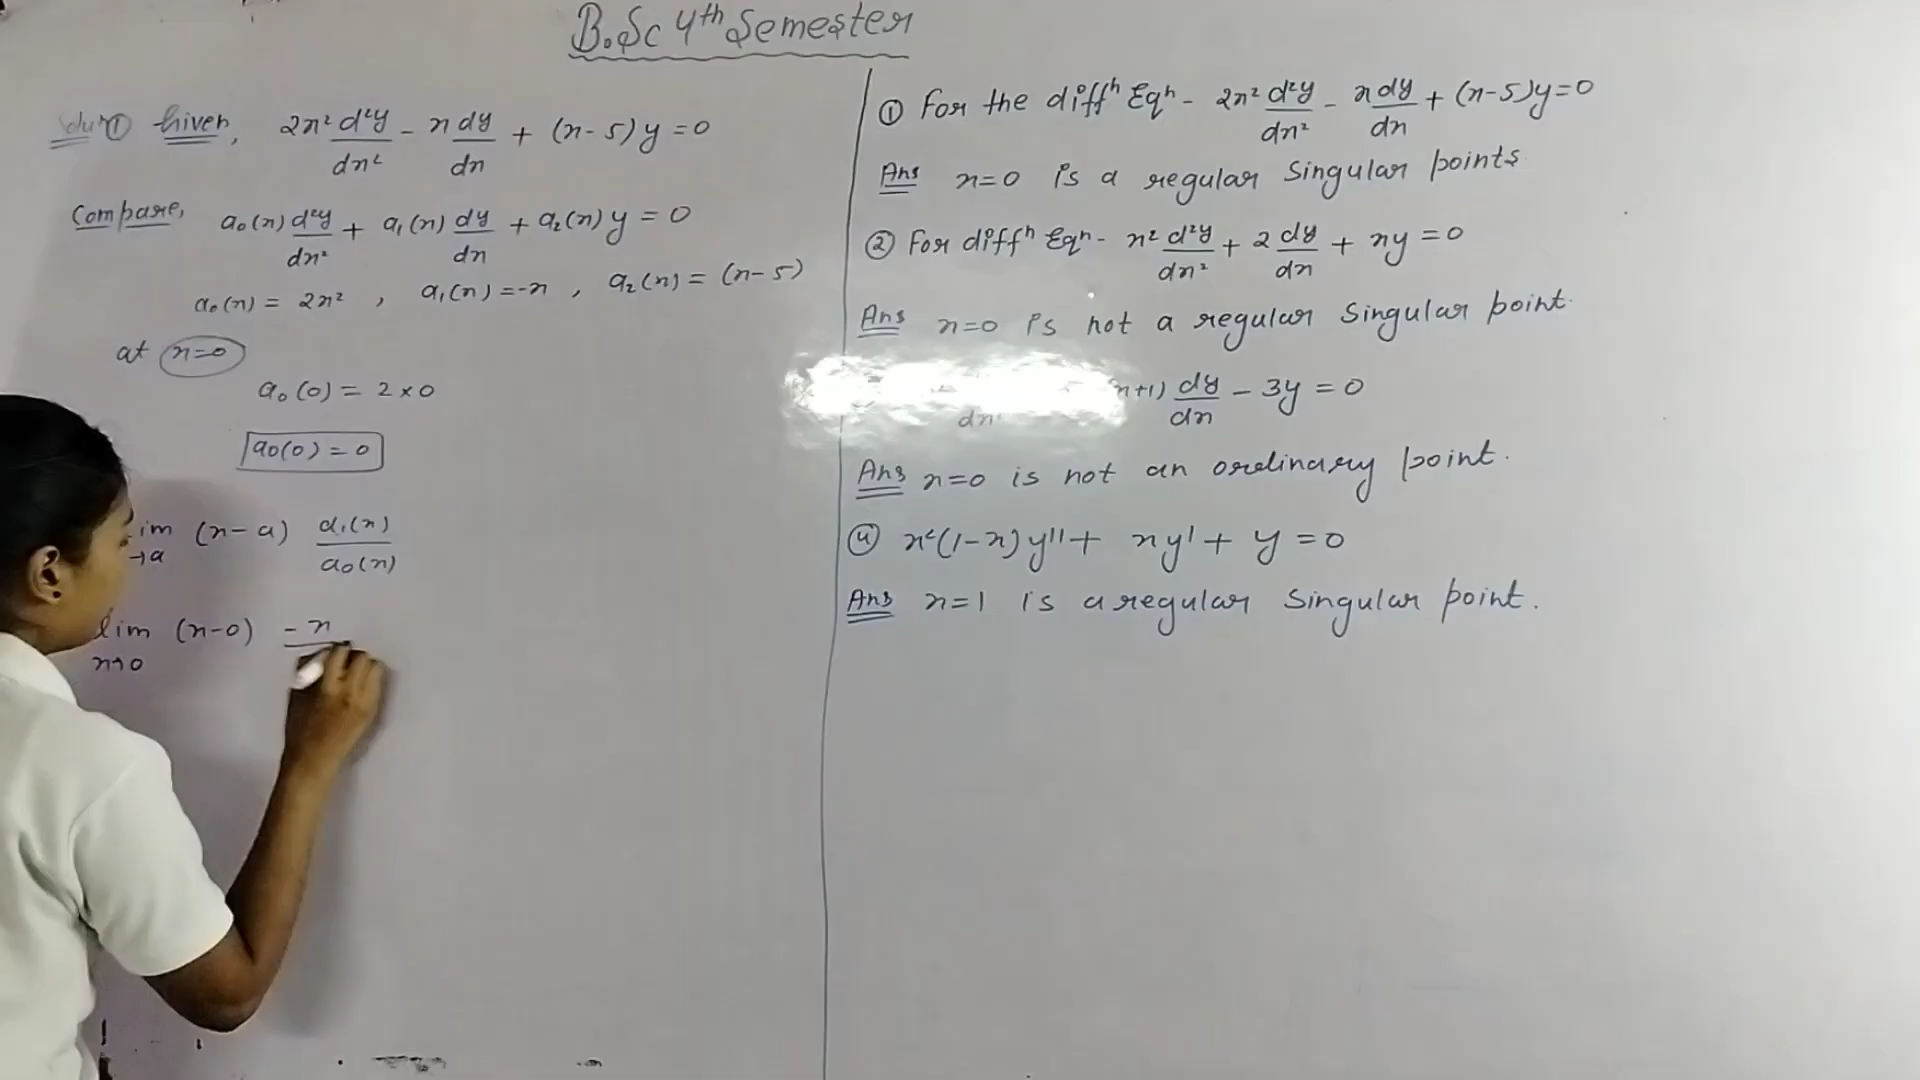 B.Sc 4th Semester
Solun ① Given, 2x² d²y/dx² - x dy/dx + (x-5)y = 0
Compare, a₀(x) d²y/dx² + a₁(x) dy/dx + a₂(x) y = 0
a₀(x) = 2x² , a₁(x) = -x , a₂(x) = (x-5)
at x=0
a₀(0) = 2×0
a₀(0) = 0
im →a (x-a) a₁(x)/a₀(x)
lim x→0 (x-0) -x
① For the diffⁿ Eqⁿ - 2x² d²y/dx² - x dy/dx + (x-5)y=0
Ans x=0 is a regular Singular points
② For diffⁿ Eqⁿ - x² d²y/dx² + 2 dy/dx + xy = 0
Ans x=0 is not a regular Singular point.
x+1) dy/dx - 3y = 0
Ans x=0 is not an ordinary point.
④ x²(1-x)y'' + xy' + y = 0
Ans x=1 is a regular Singular point.